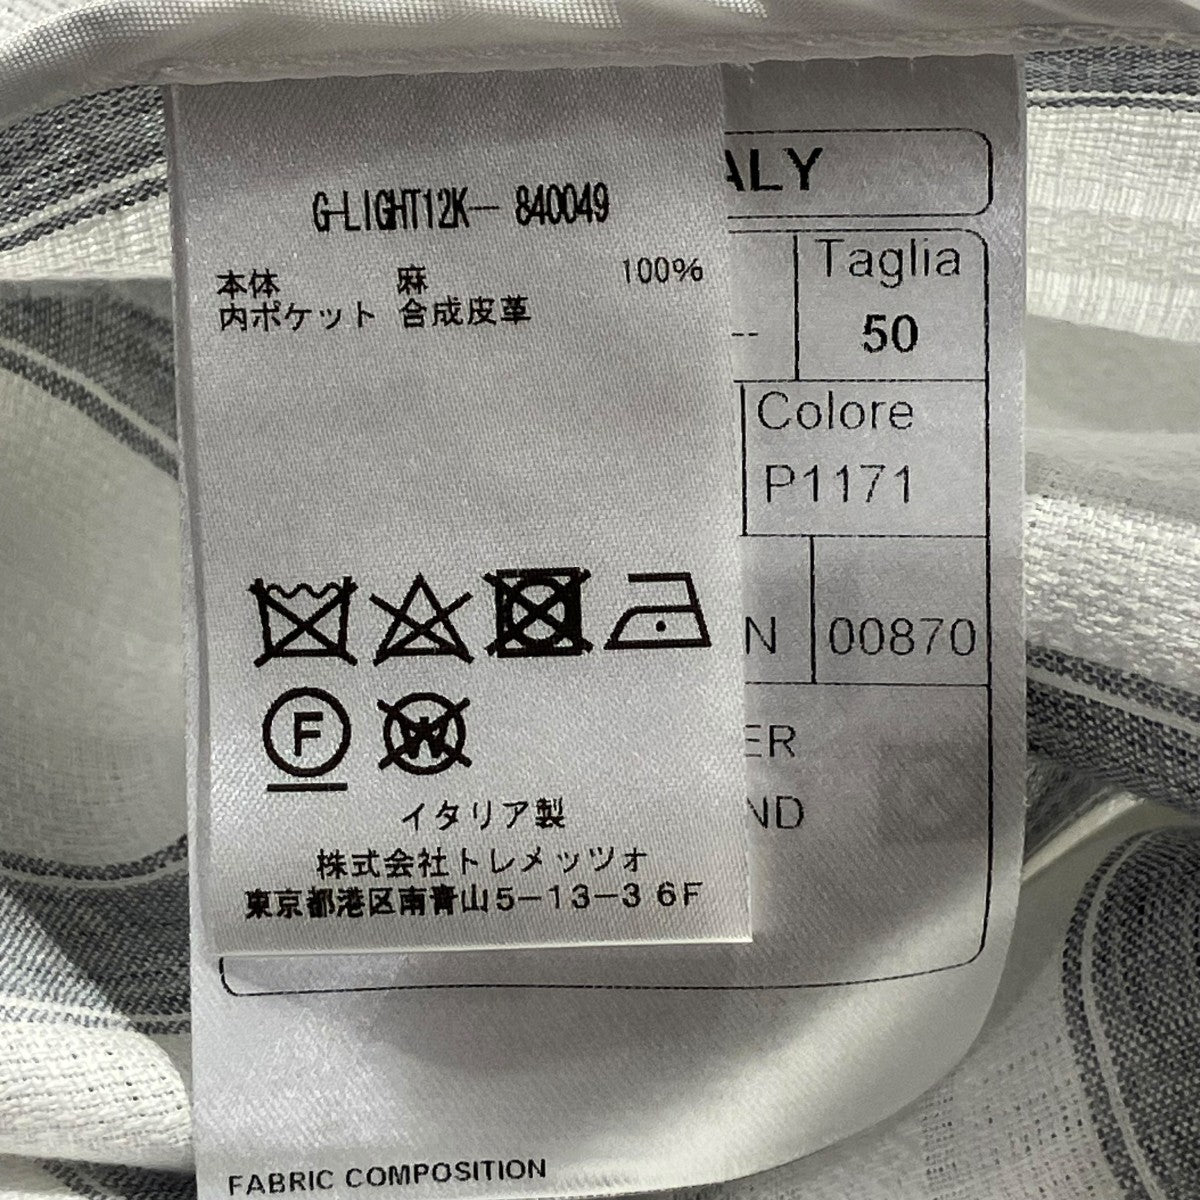 G-LIGHT12K— 840049
本体 麻 100%
内ポケット 合成皮革
F
W
イタリア製
株式会社トレメッツォ
東京都港区南青山5－13－3 6F
ALY
Taglia
--
50
Colore
P1171
N 00870
ER
ND
FABRIC COMPOSITION